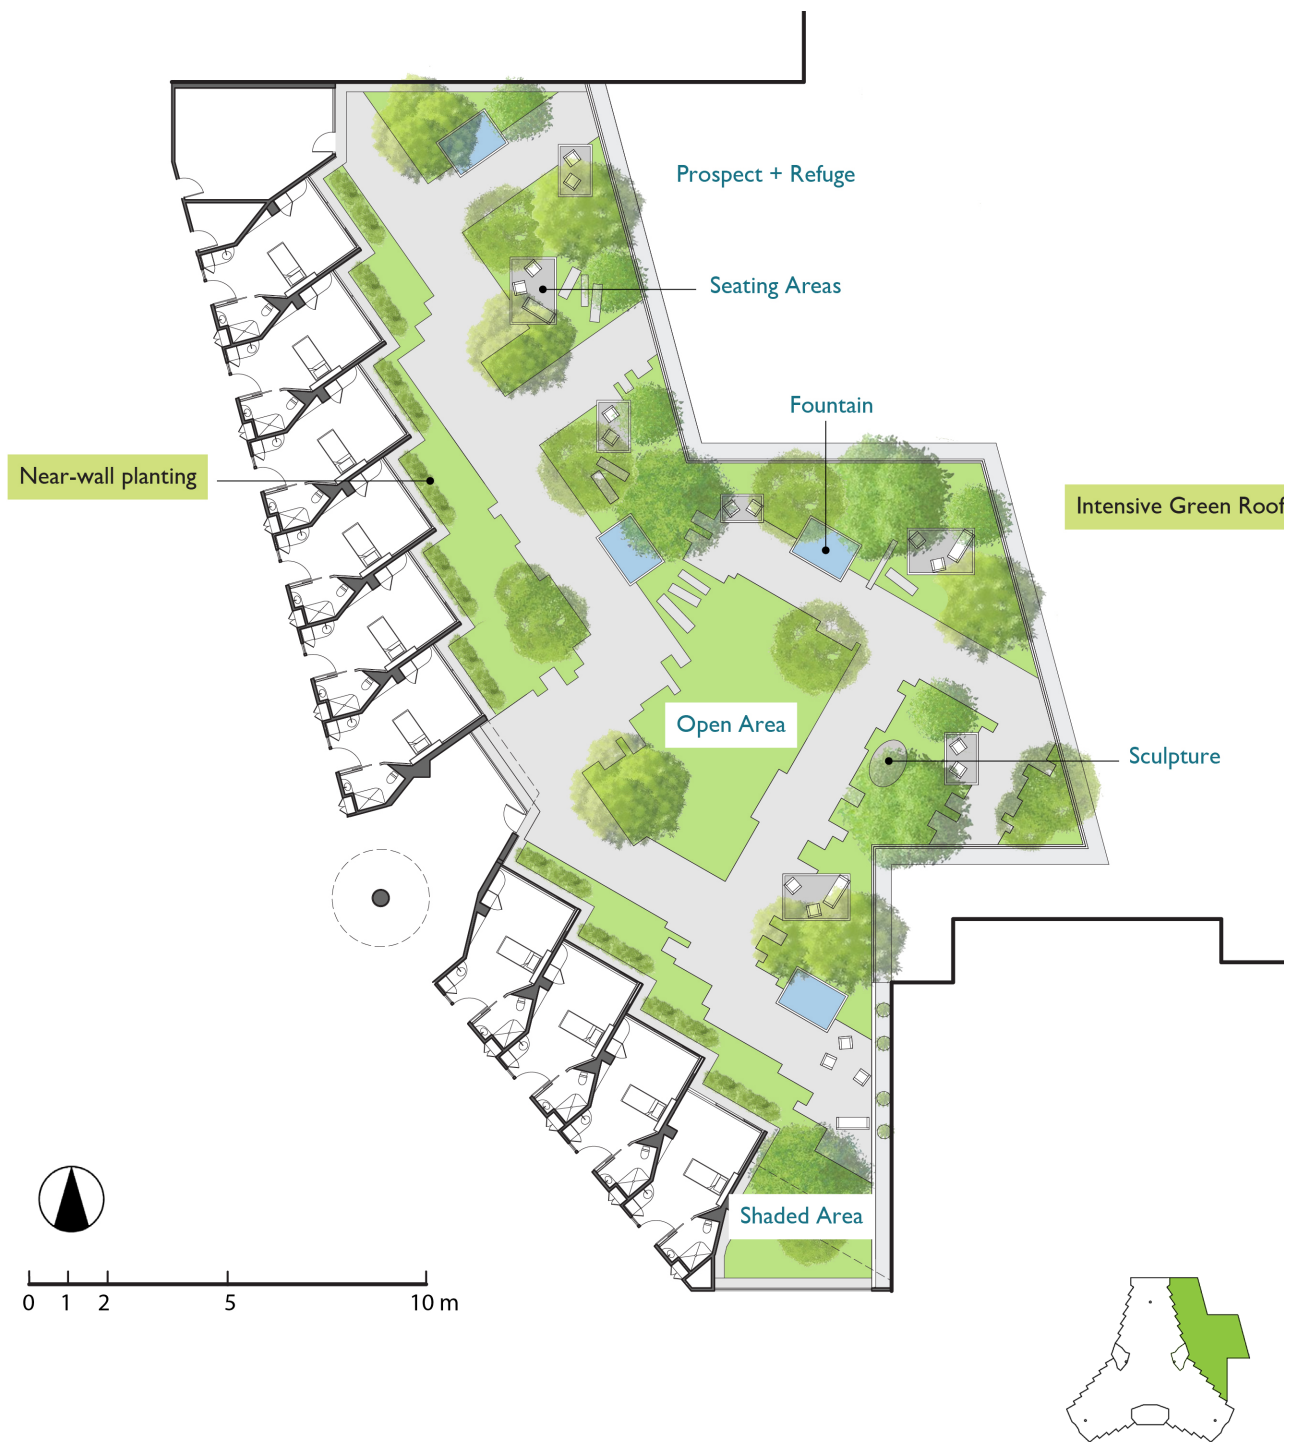 Prospect + Refuge
Seating Areas
Fountain
Near-wall planting
Intensive Green Roof
Open Area
Sculpture
Shaded Area
0 1 2 5 10 m